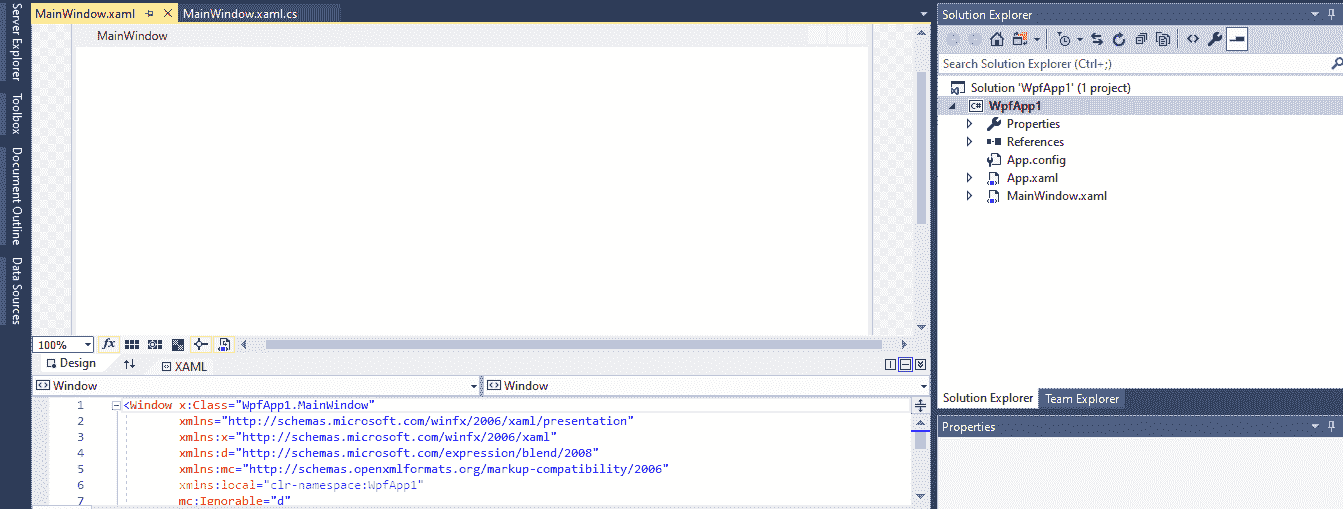 Server Explorer
Toolbox
Document Outline
Data Sources
MainWindow.xaml
MainWindow.xaml.cs
MainWindow
100%
fx
Design
XAML
Window
Window
1 <Window x:Class="WpfApp1.MainWindow"
2 xmlns="http://schemas.microsoft.com/winfx/2006/xaml/presentation"
3 xmlns:x="http://schemas.microsoft.com/winfx/2006/xaml"
4 xmlns:d="http://schemas.microsoft.com/expression/blend/2008"
5 xmlns:mc="http://schemas.openxmlformats.org/markup-compatibility/2006"
6 xmlns:local="clr-namespace:WpfApp1"
7 mc:Ignorable="d"
Solution Explorer
Search Solution Explorer (Ctrl+;)
Solution 'WpfApp1' (1 project)
C# WpfApp1
Properties
References
App.config
App.xaml
MainWindow.xaml
Solution Explorer
Team Explorer
Properties